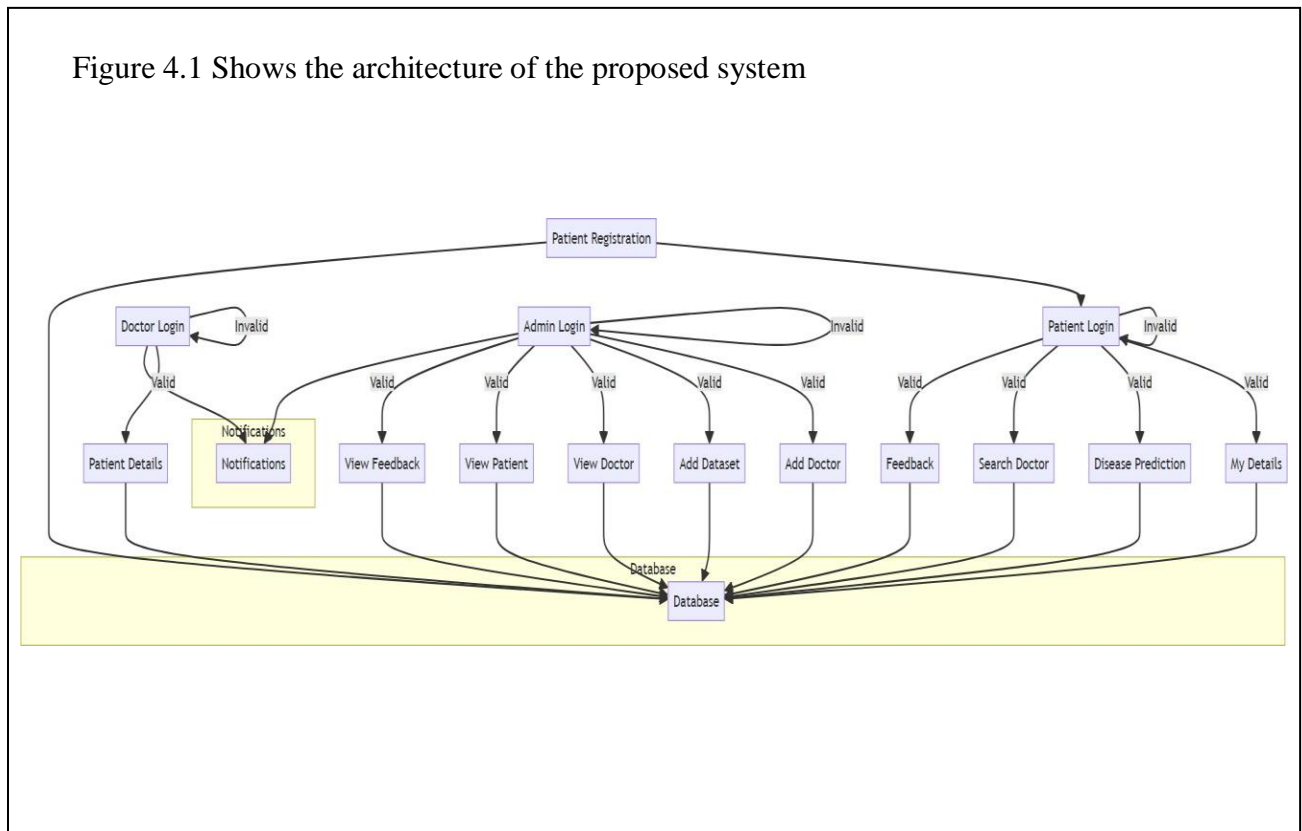 Figure 4.1 Shows the architecture of the proposed system
Patient Registration
Doctor Login
Invalid
Admin Login
Invalid
Patient Login
Invalid
Valid
Valid
Valid
Valid
Valid
Valid
Valid
Valid
Valid
Valid
Notifications
Patient Details
Notifications
View Feedback
View Patient
View Doctor
Add Dataset
Add Doctor
Feedback
Search Doctor
Disease Prediction
My Details
Database
Database